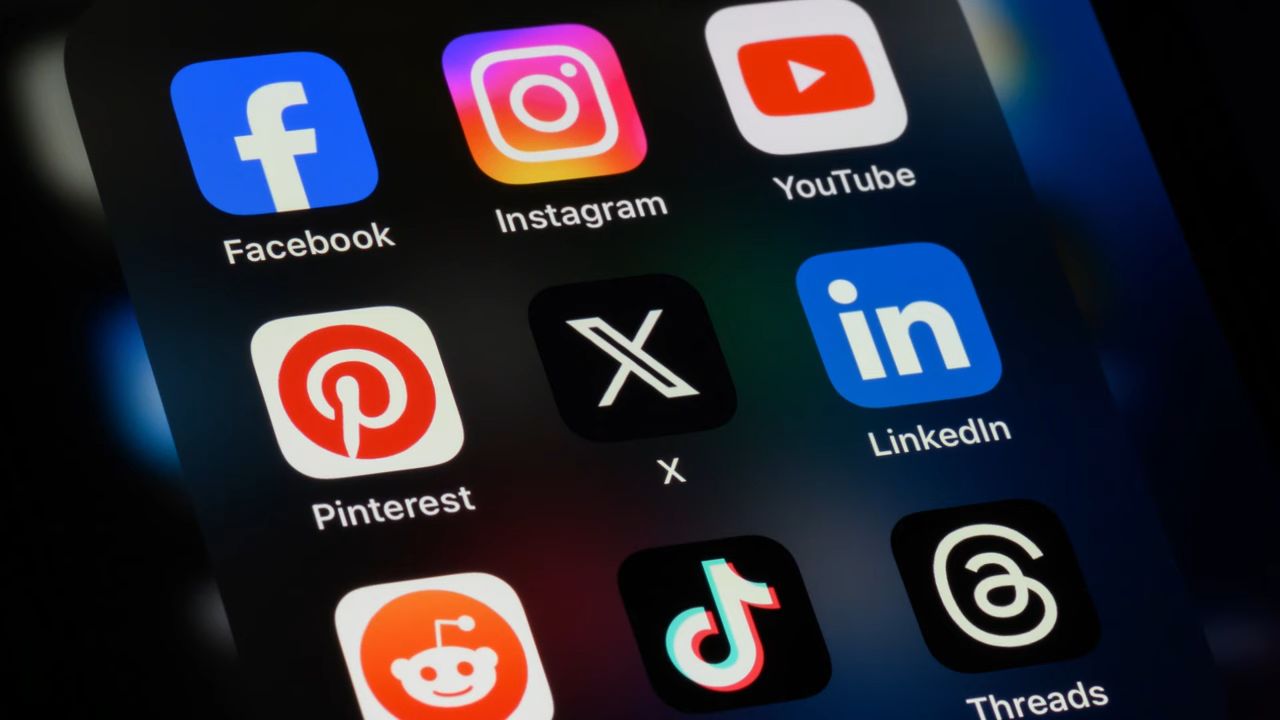 Facebook
Instagram
YouTube
Pinterest
X
LinkedIn
Threads